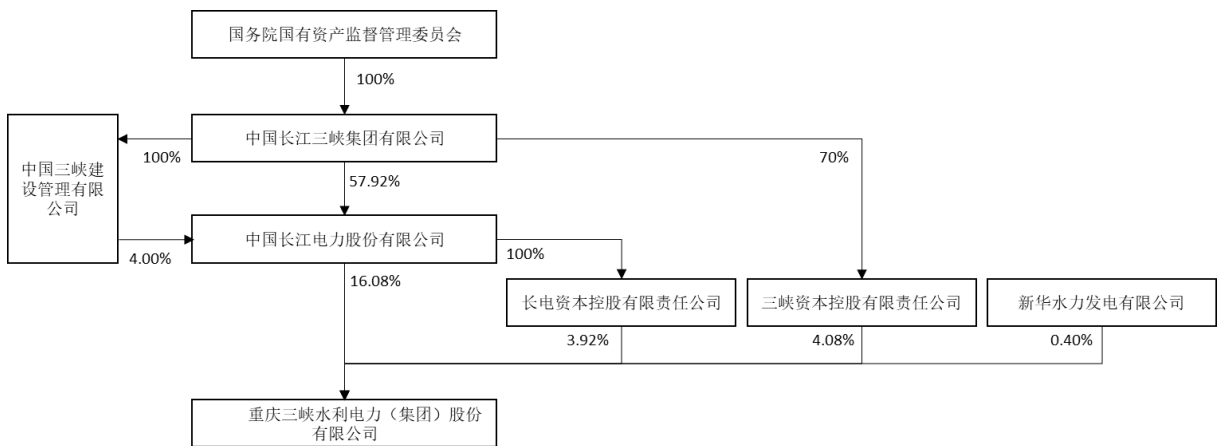 国务院国有资产监督管理委员会
100%
中国长江三峡集团有限公司
100%
70%
中国三峡建
设管理有限
公司
57.92%
中国长江电力股份有限公司
4.00%
100%
16.08%
长电资本控股有限责任公司
三峡资本控股有限责任公司
新华水力发电有限公司
3.92%
4.08%
0.40%
重庆三峡水利电力（集团）股份
有限公司